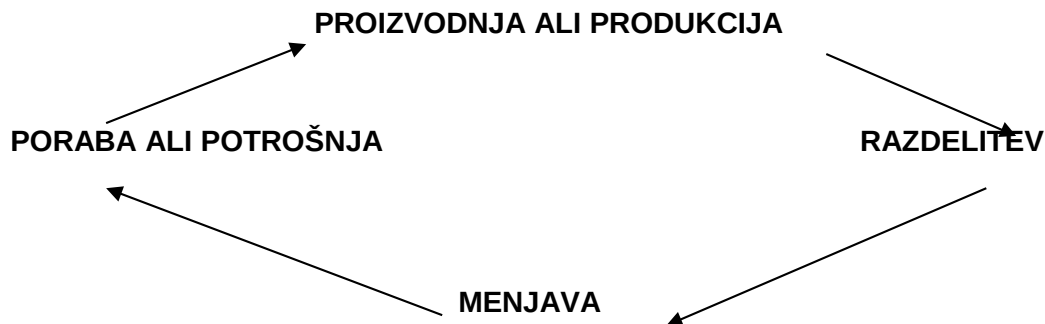 PROIZVODNJA ALI PRODUKCIJA
PORABA ALI POTROŠNJA
RAZDELITEV
MENJAVA